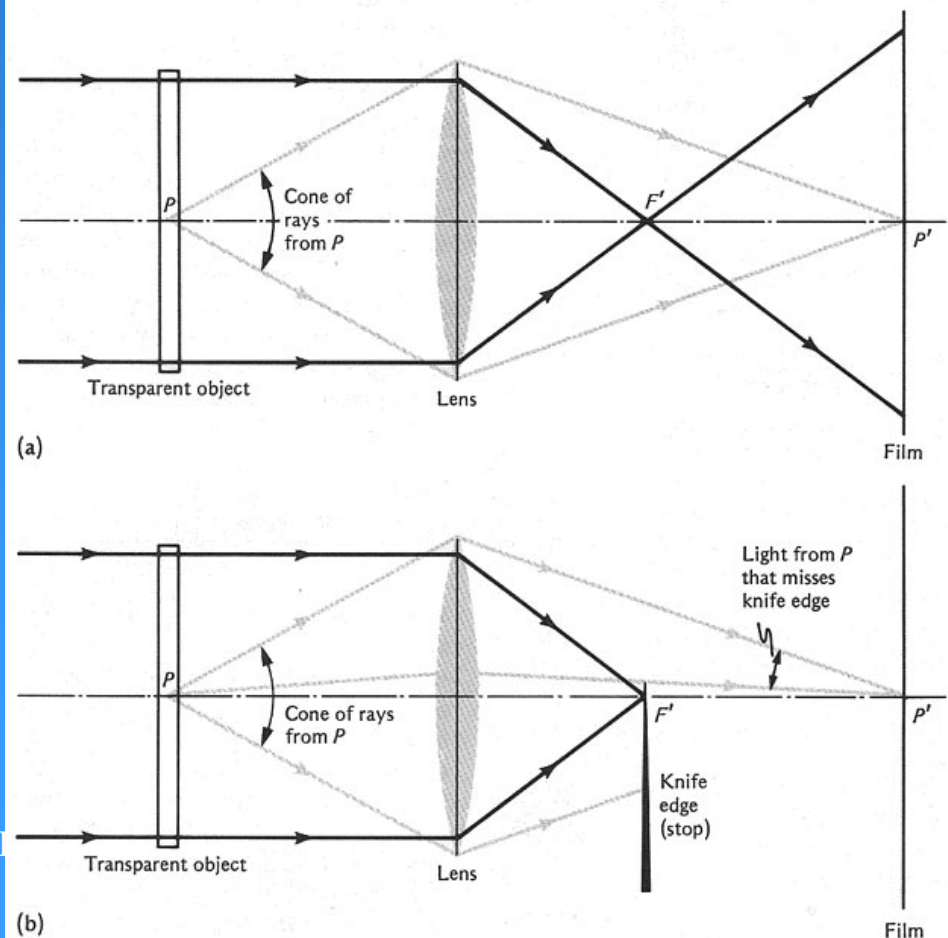 P
Cone of
rays
from P
F'
P'
Transparent object
Lens
(a)
Film
Light from P
that misses
knife edge
P
F'
P'
Cone of rays
from P
Knife
edge
(stop)
Transparent object
Lens
(b)
Film